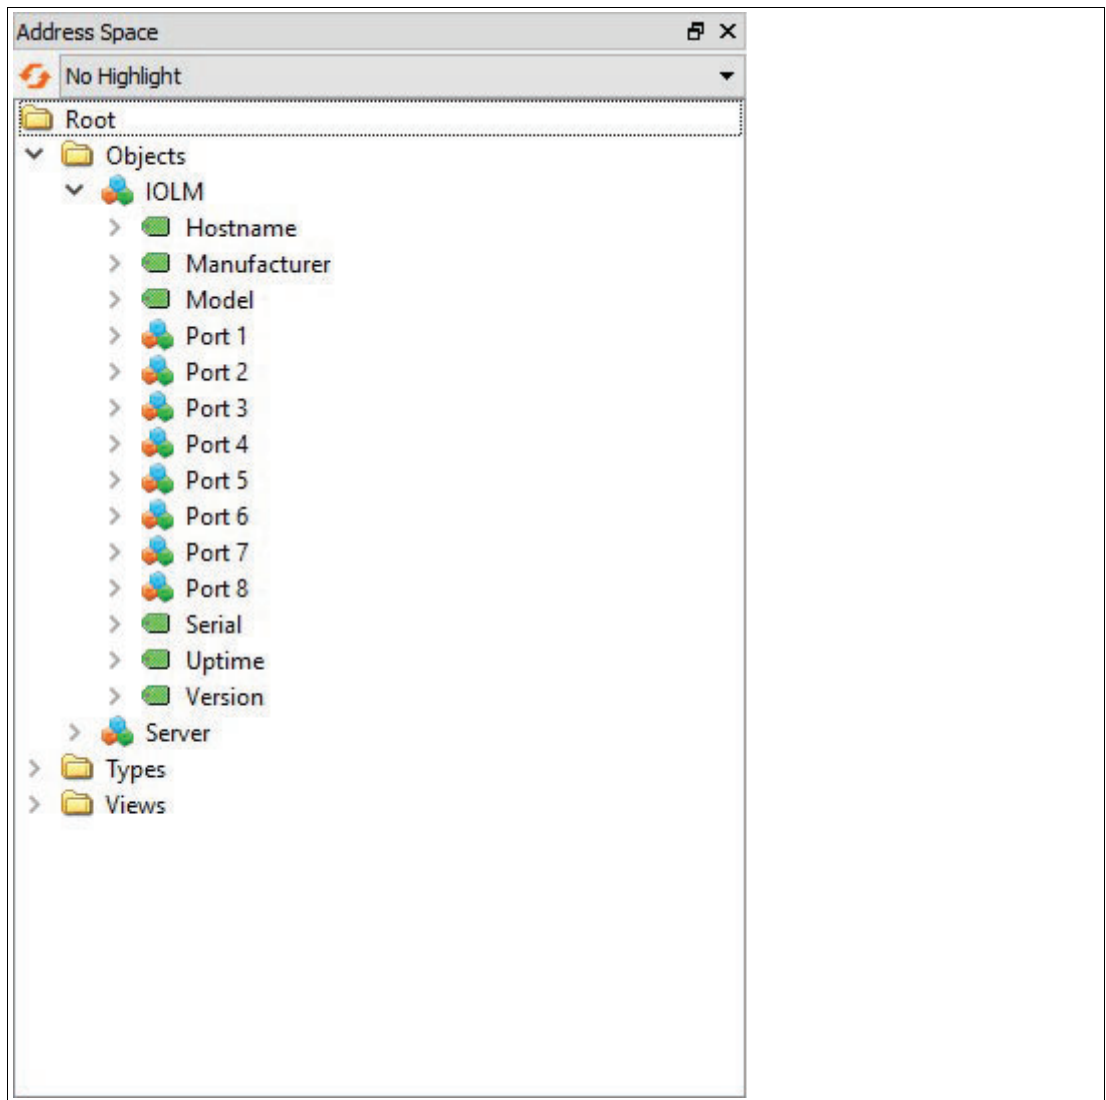 Address Space
No Highlight
Root
Objects
IOLM
Hostname
Manufacturer
Model
Port 1
Port 2
Port 3
Port 4
Port 5
Port 6
Port 7
Port 8
Serial
Uptime
Version
Server
Types
Views